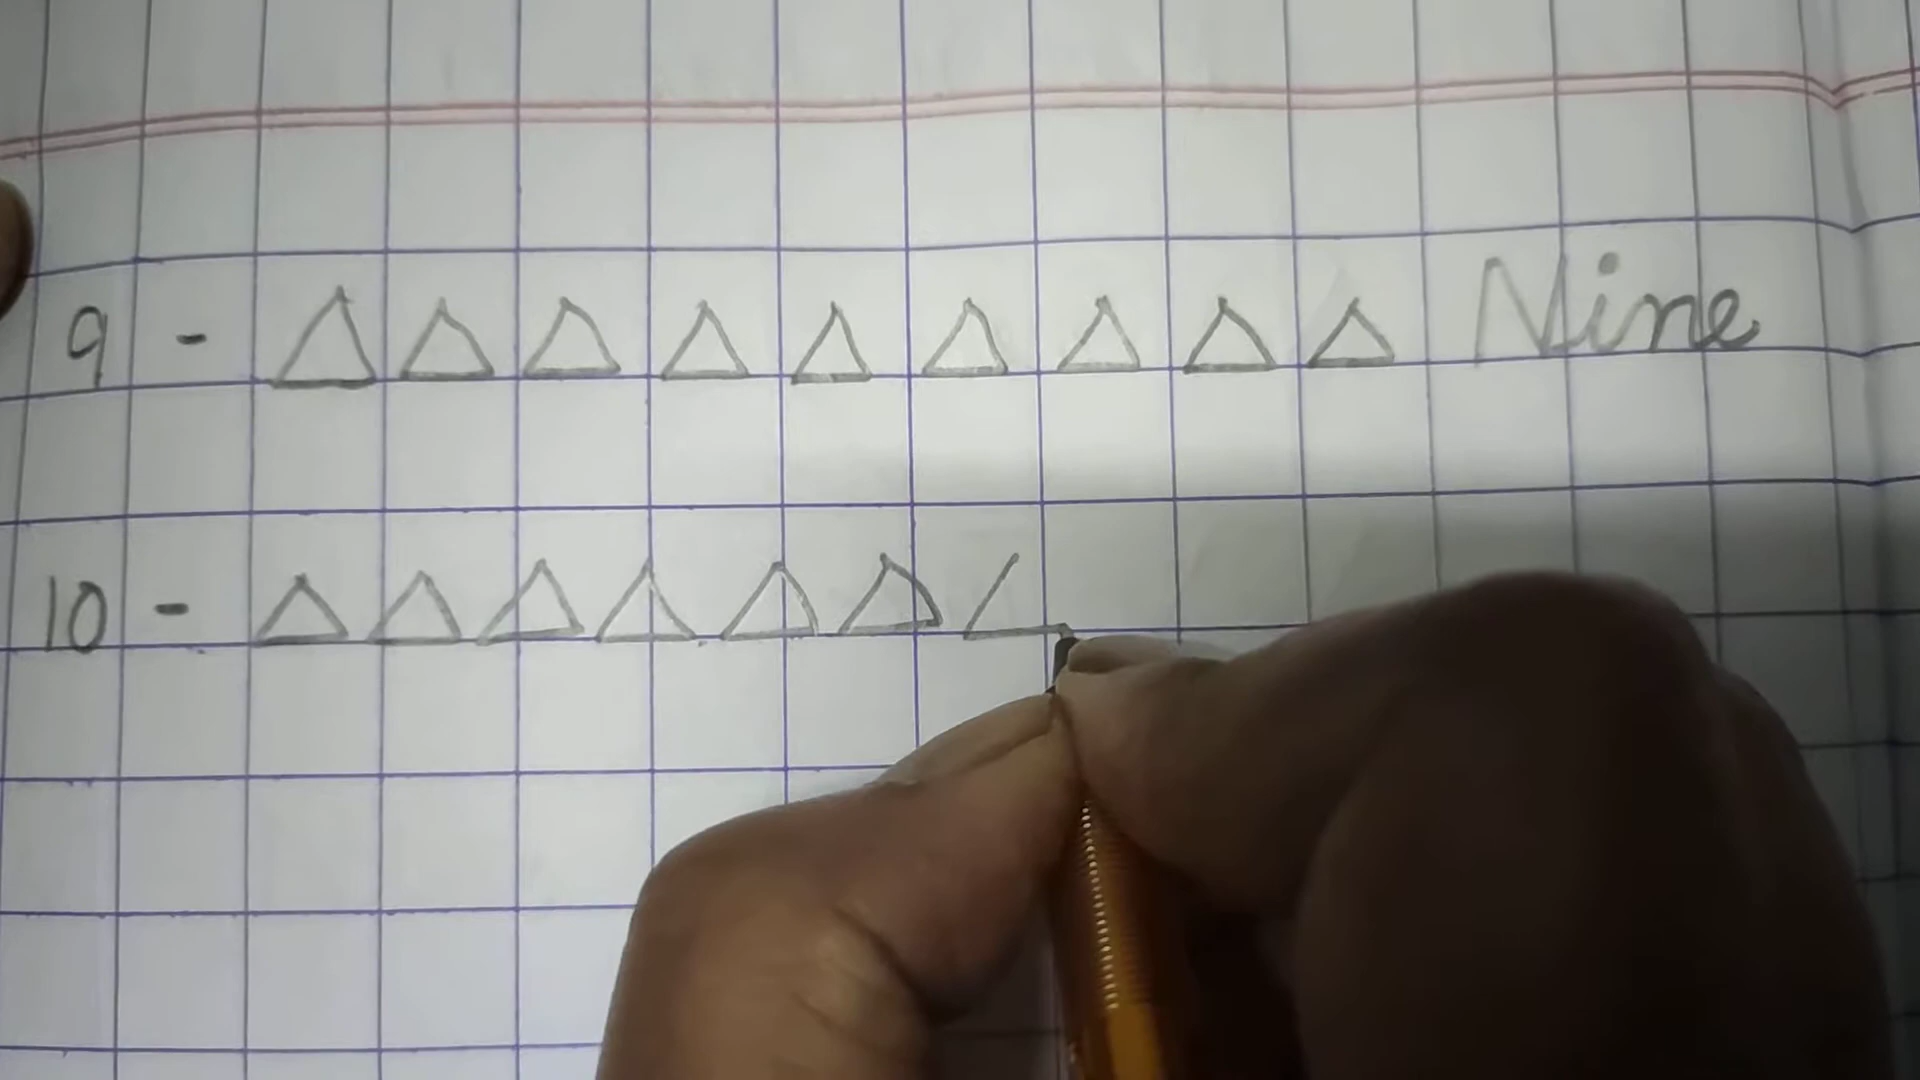 9 - △ △ △ △ △ △ △ △ △ Nine
10 - △ △ △ △ △ △